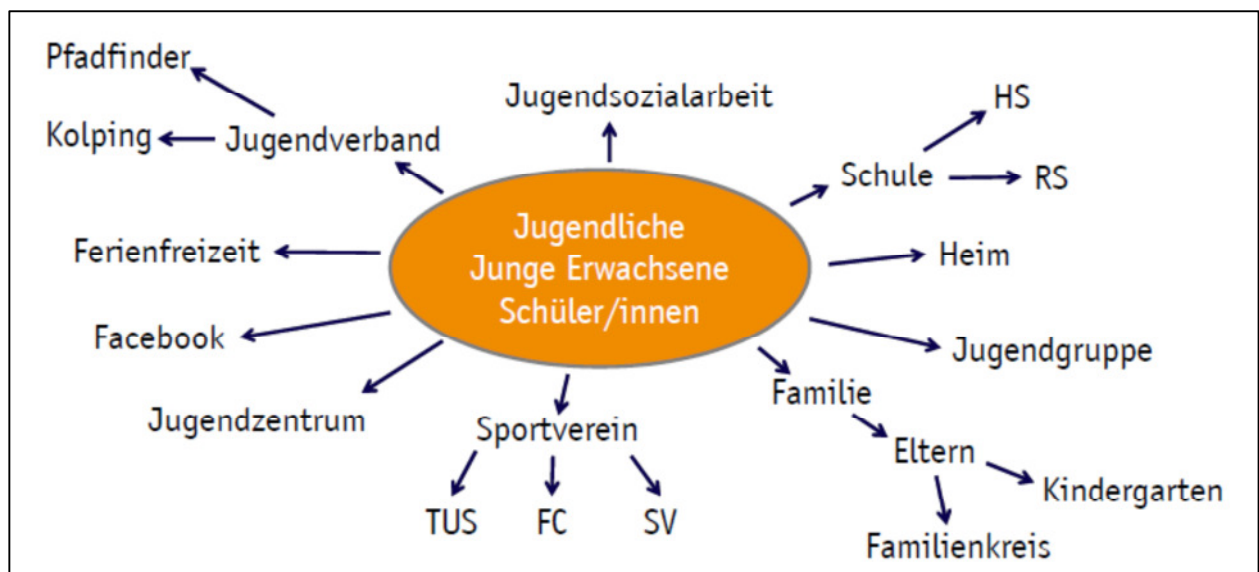 Pfadfinder
Kolping
Jugendverband
Jugendsozialarbeit
HS
Schule
RS
Ferienfreizeit
Jugendliche
Junge Erwachsene
Schüler/innen
Heim
Facebook
Jugendgruppe
Jugendzentrum
Sportverein
Familie
Eltern
TUS
FC
SV
Kindergarten
Familienkreis